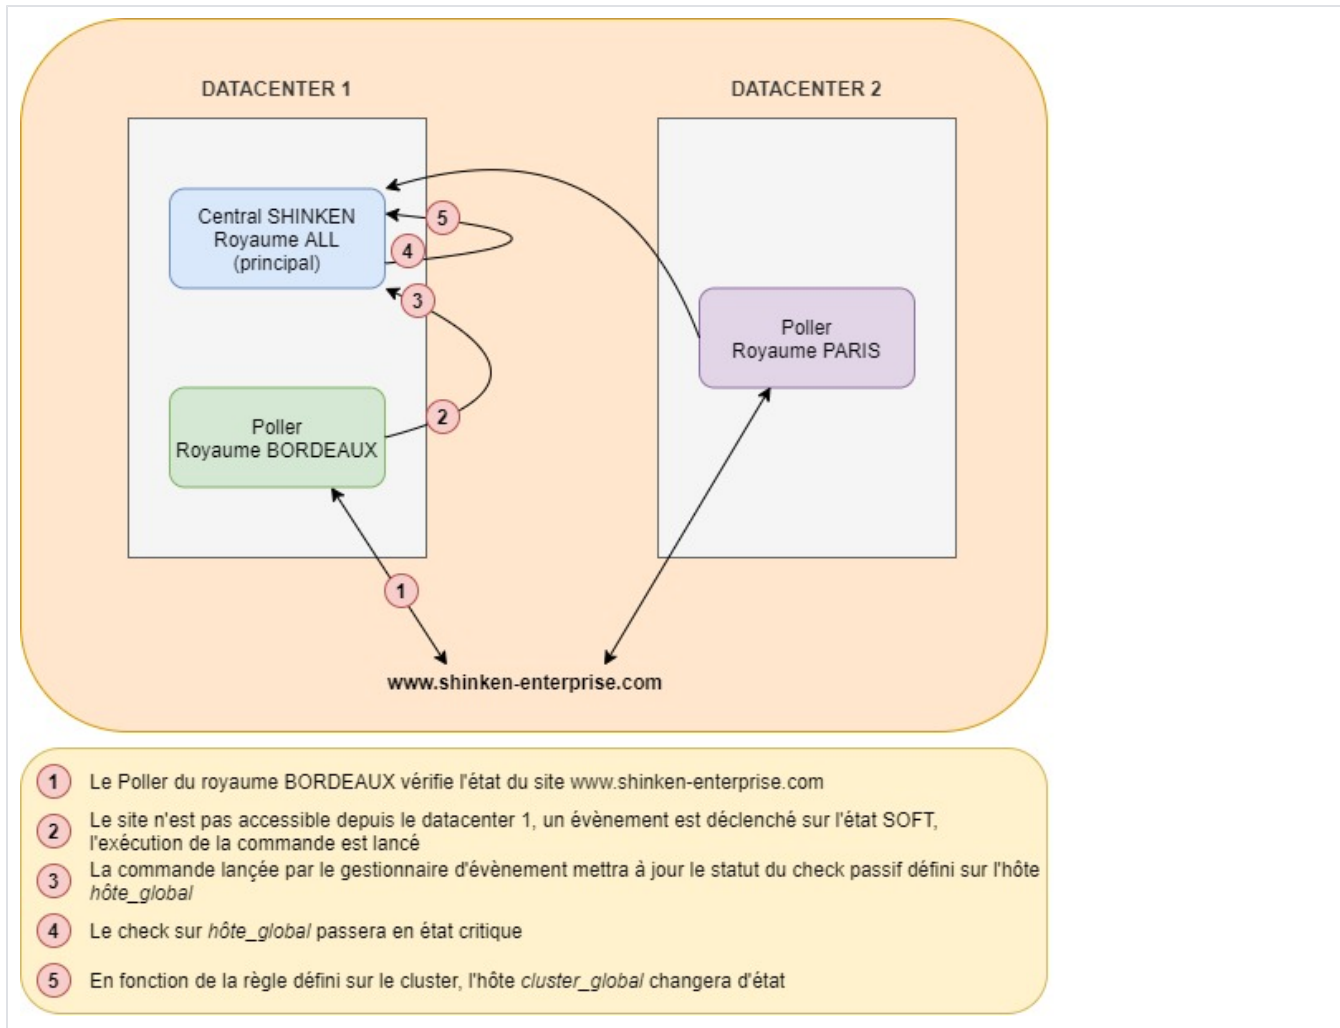 DATACENTER 1
DATACENTER 2
Central SHINKEN
Royaume ALL
(principal)
5
4
3
Poller
Royaume PARIS
Poller
Royaume BORDEAUX
2
1
www.shinken-enterprise.com
1 Le Poller du royaume BORDEAUX vérifie l'état du site www.shinken-enterprise.com
2 Le site n'est pas accessible depuis le datacenter 1, un évènement est déclenché sur l'état SOFT,
l'exécution de la commande est lancé
3 La commande lançée par le gestionnaire d'évènement mettra à jour le statut du check passif défini sur l'hôte
hôte_global
4 Le check sur hôte_global passera en état critique
5 En fonction de la règle défini sur le cluster, l'hôte cluster_global changera d'état